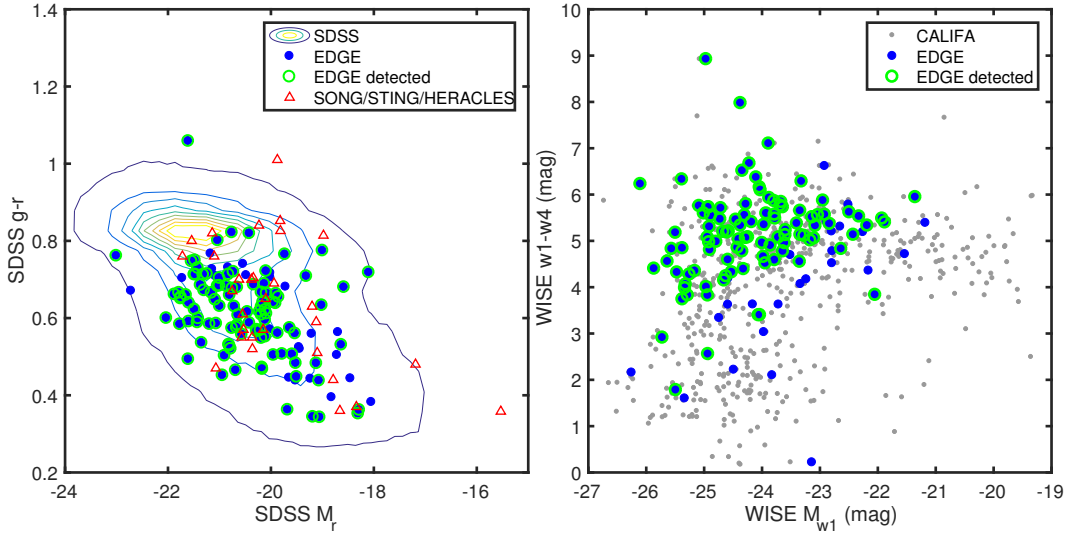 1.4
1.2
1
0.8
0.6
0.4
0.2
SDSS g-r
-24
-22
-20
-18
-16
SDSS M_r
SDSS
EDGE
EDGE detected
SONG/STING/HERACLES
10
9
8
7
6
5
4
3
2
1
0
WISE w1-w4 (mag)
-27
-26
-25
-24
-23
-22
-21
-20
-19
WISE M_w1 (mag)
CALIFA
EDGE
EDGE detected